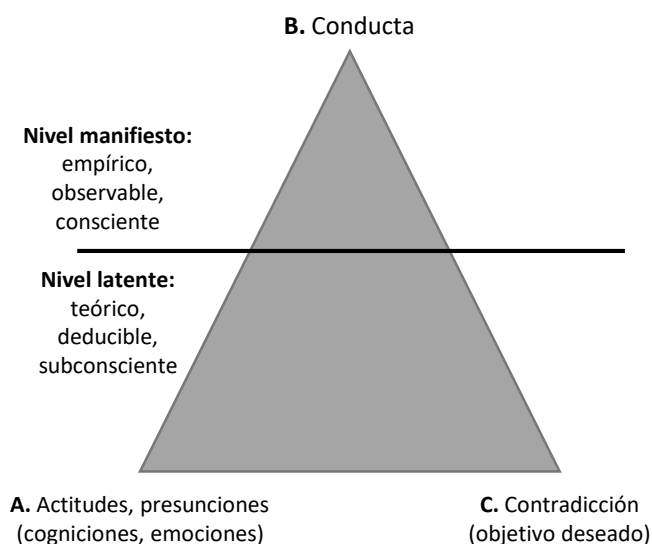 B. Conducta
Nivel manifiesto:
empírico,
observable,
consciente
Nivel latente:
teórico,
deducible,
subconsciente
A. Actitudes, presunciones
(cogniciones, emociones)
C. Contradicción
(objetivo deseado)